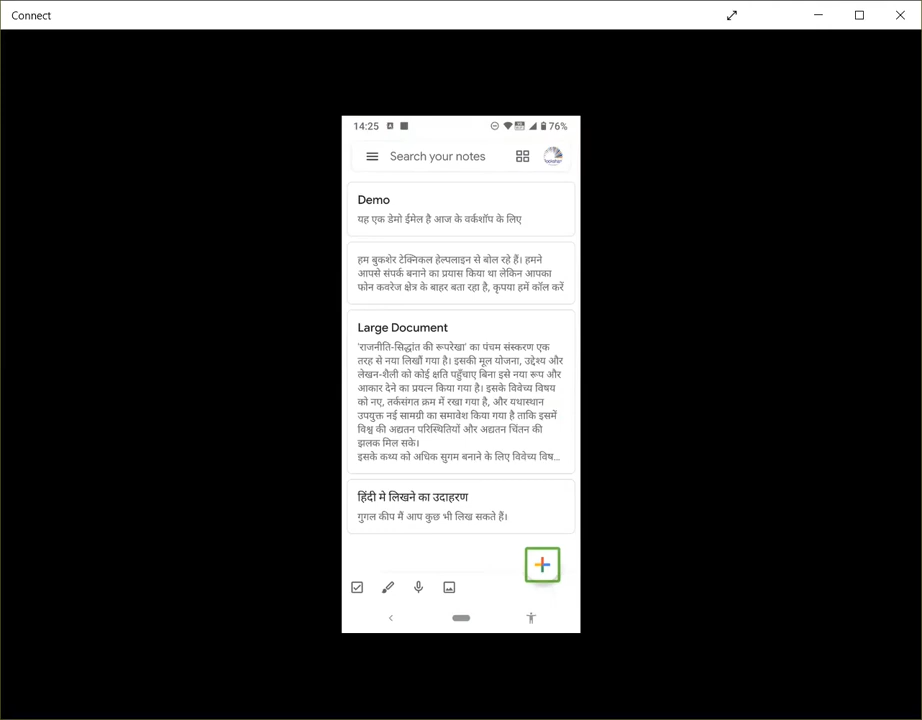 Connect
14:25
76%
Search your notes
Demo
यह एक डेमो ईमेल है आज के वर्कशॉप के लिए
हम बुकशेर टेक्निकल हेल्पलाइन से बोल रहे हैं। हमने
आपसे संपर्क बनाने का प्रयास किया था लेकिन आपका
फोन कवरेज क्षेत्र के बाहर बता रहा है, कृपया हमें कॉल करें
Large Document
'राजनीति-सिद्धांत की रूपरेखा' का पंचम संस्करण एक
तरह से नया लिखौं गया है। इसकी मूल योजना, उद्देश्य और
लेखन-शैली को कोई क्षति पहुँचाए बिना इसे नया रूप और
आकार देने का प्रयत्न किया गया है। इसके विवेच्य विषय
को नए, तर्कसंगत क्रम में रखा गया है, और यथास्थान
उपयुक्त नई सामग्री का समावेश किया गया है ताकि इसमें
विश्व की अद्यतन परिस्थितियों और अद्यतन चिंतन की
झलक मिल सके।
इसके कथ्य को अधिक सुगम बनाने के लिए विवेच्य विष...
हिंदी मे लिखने का उदाहरण
गुगल कीप मैं आप कुछ भी लिख सकते हैं।